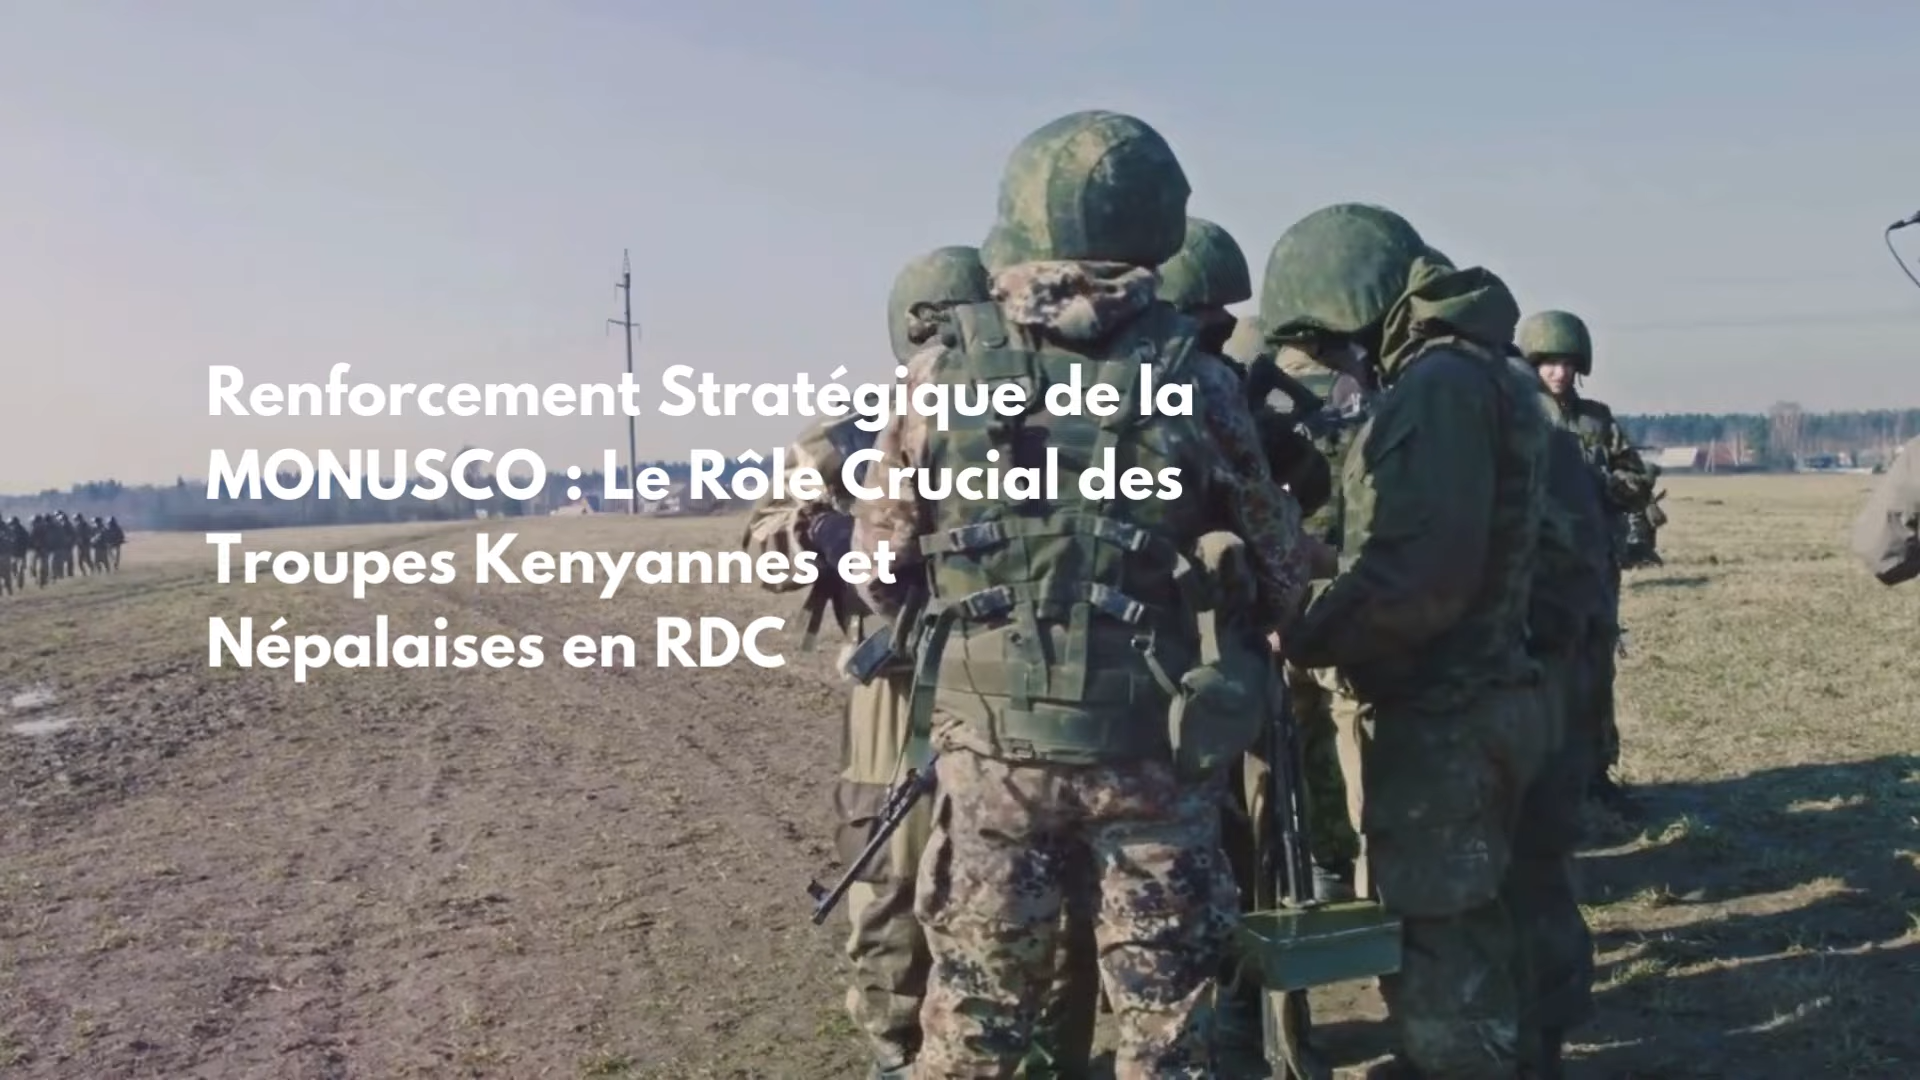 Renforcement Stratégique de la
MONUSCO : Le Rôle Crucial des
Troupes Kenyannes et
Népalaises en RDC